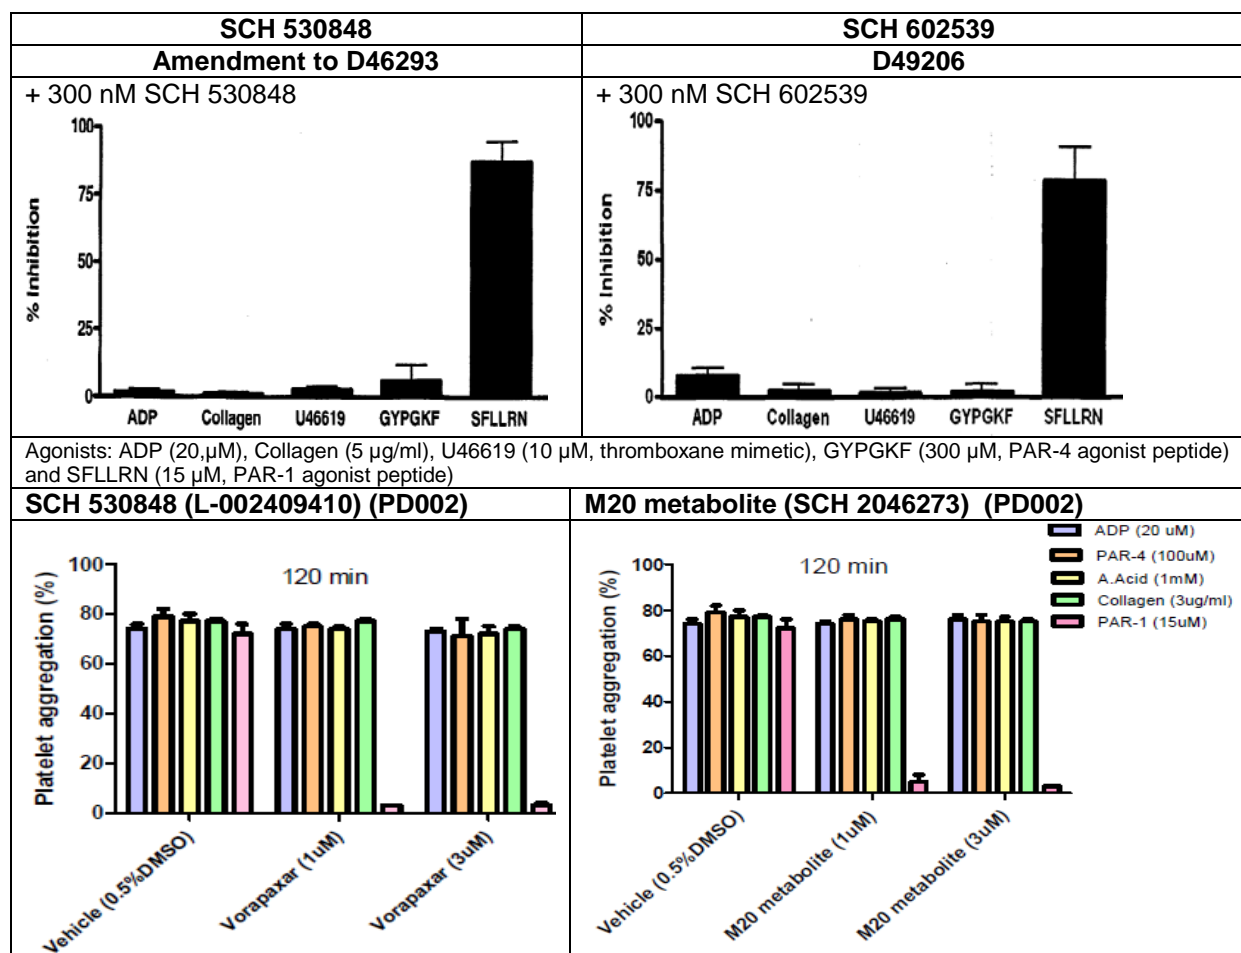 SCH 530848
SCH 602539
Amendment to D46293
D49206
+ 300 nM SCH 530848
+ 300 nM SCH 602539
% Inhibition
100
75
50
25
0
ADP Collagen U46619 GYPGKF SFLLRN
% Inhibition
100
75
50
25
0
ADP Collagen U46619 GYPGKF SFLLRN
Agonists: ADP (20,µM), Collagen (5 µg/ml), U46619 (10 µM, thromboxane mimetic), GYPGKF (300 µM, PAR-4 agonist peptide)
and SFLLRN (15 µM, PAR-1 agonist peptide)
SCH 530848 (L-002409410) (PD002)
M20 metabolite (SCH 2046273) (PD002)
Platelet aggregation (%)
100
80
60
40
20
0
120 min
Vehicle (0.5%DMSO)
Vorapaxar (1uM)
Vorapaxar (3uM)
Platelet aggregation (%)
100
80
60
40
20
0
120 min
Vehicle (0.5%DMSO)
M20 metabolite (1uM)
M20 metabolite (3uM)
ADP (20 uM)
PAR-4 (100uM)
A.Acid (1mM)
Collagen (3ug/ml)
PAR-1 (15uM)